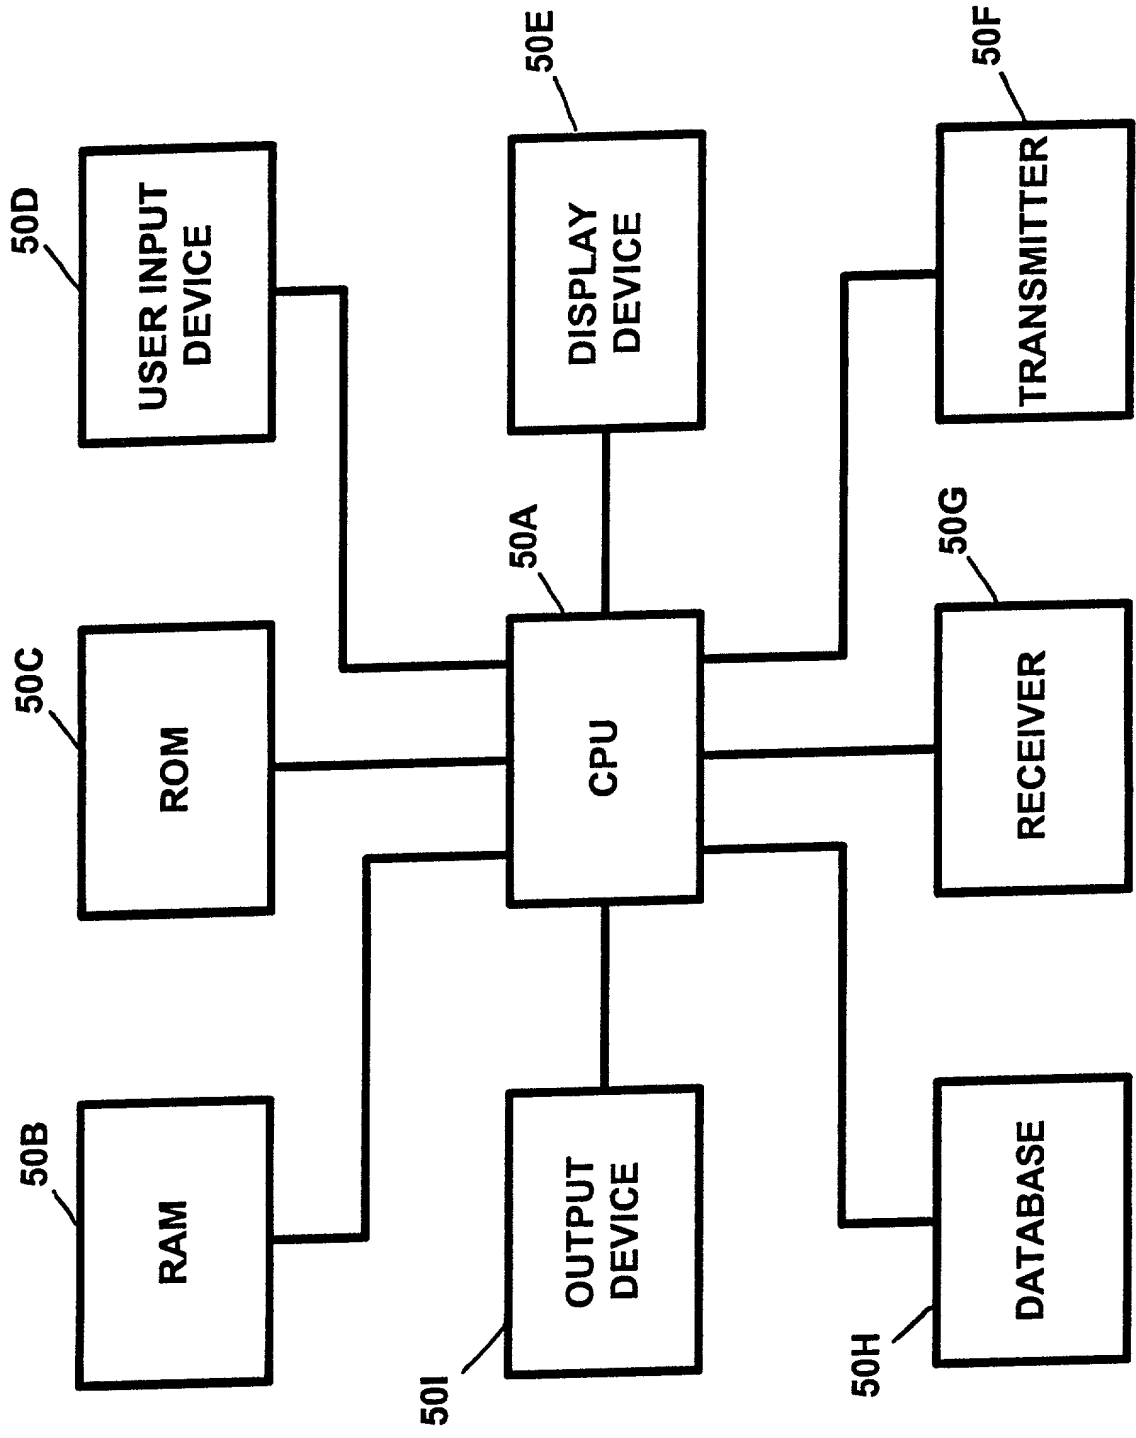 50B
50C
50D
RAM
ROM
USER INPUT
DEVICE
50I
50A
50E
OUTPUT
DEVICE
CPU
DISPLAY
DEVICE
50H
50G
50F
DATABASE
RECEIVER
TRANSMITTER